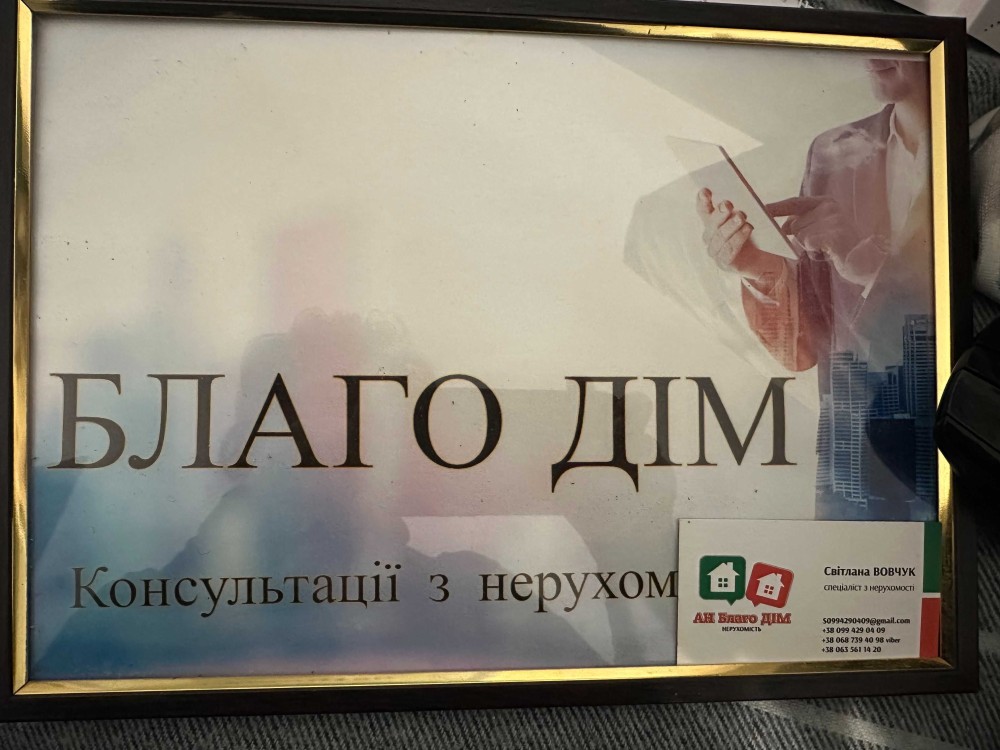 БЛАГО ДІМ
Консультації з нерухом
АН Благо ДІМ
НЕРУХОМІСТЬ
Світлана ВОВЧУК
спеціаліст з нерухомості
S0994290409@gmail.com
+38 099 429 04 09
+38 068 739 40 98 viber
+38 063 561 14 20